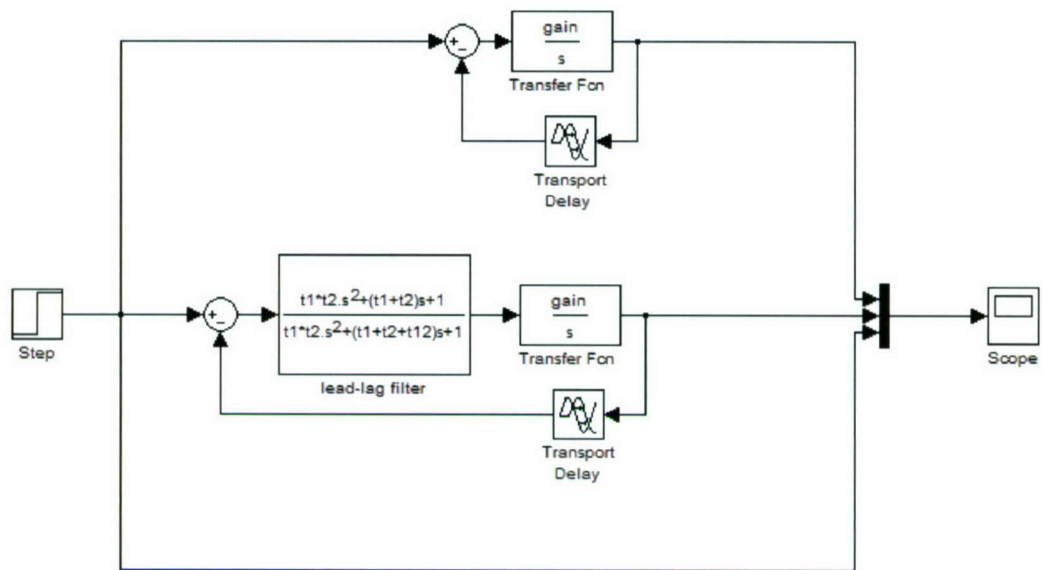 gain
s
Transfer Fcn
Transport
Delay
Step
t1*t2.s2+(t1+t2)s+1
t1*t2.s2+(t1+t2+t12)s+1
lead-lag filter
gain
s
Transfer Fcn
Transport
Delay
Scope